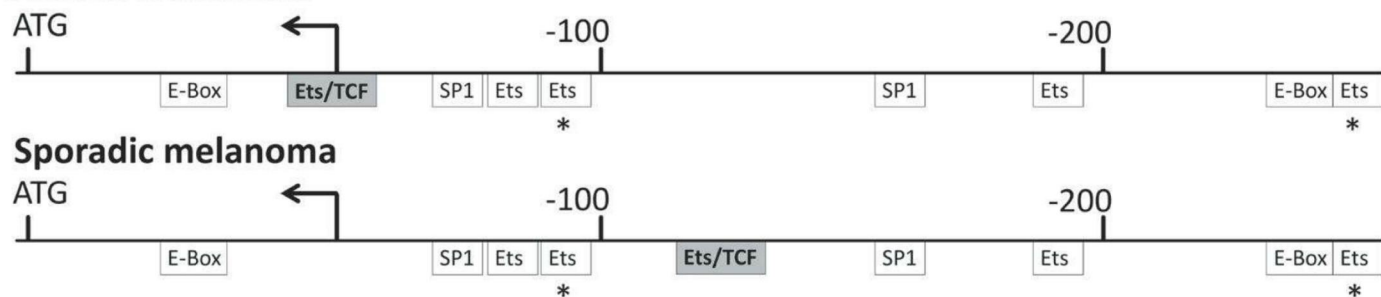 ATG -100 -200
E-Box Ets/TCF SP1 Ets Ets SP1 Ets E-Box Ets
* *
Sporadic melanoma
ATG -100 -200
E-Box SP1 Ets Ets Ets/TCF SP1 Ets E-Box Ets
* *